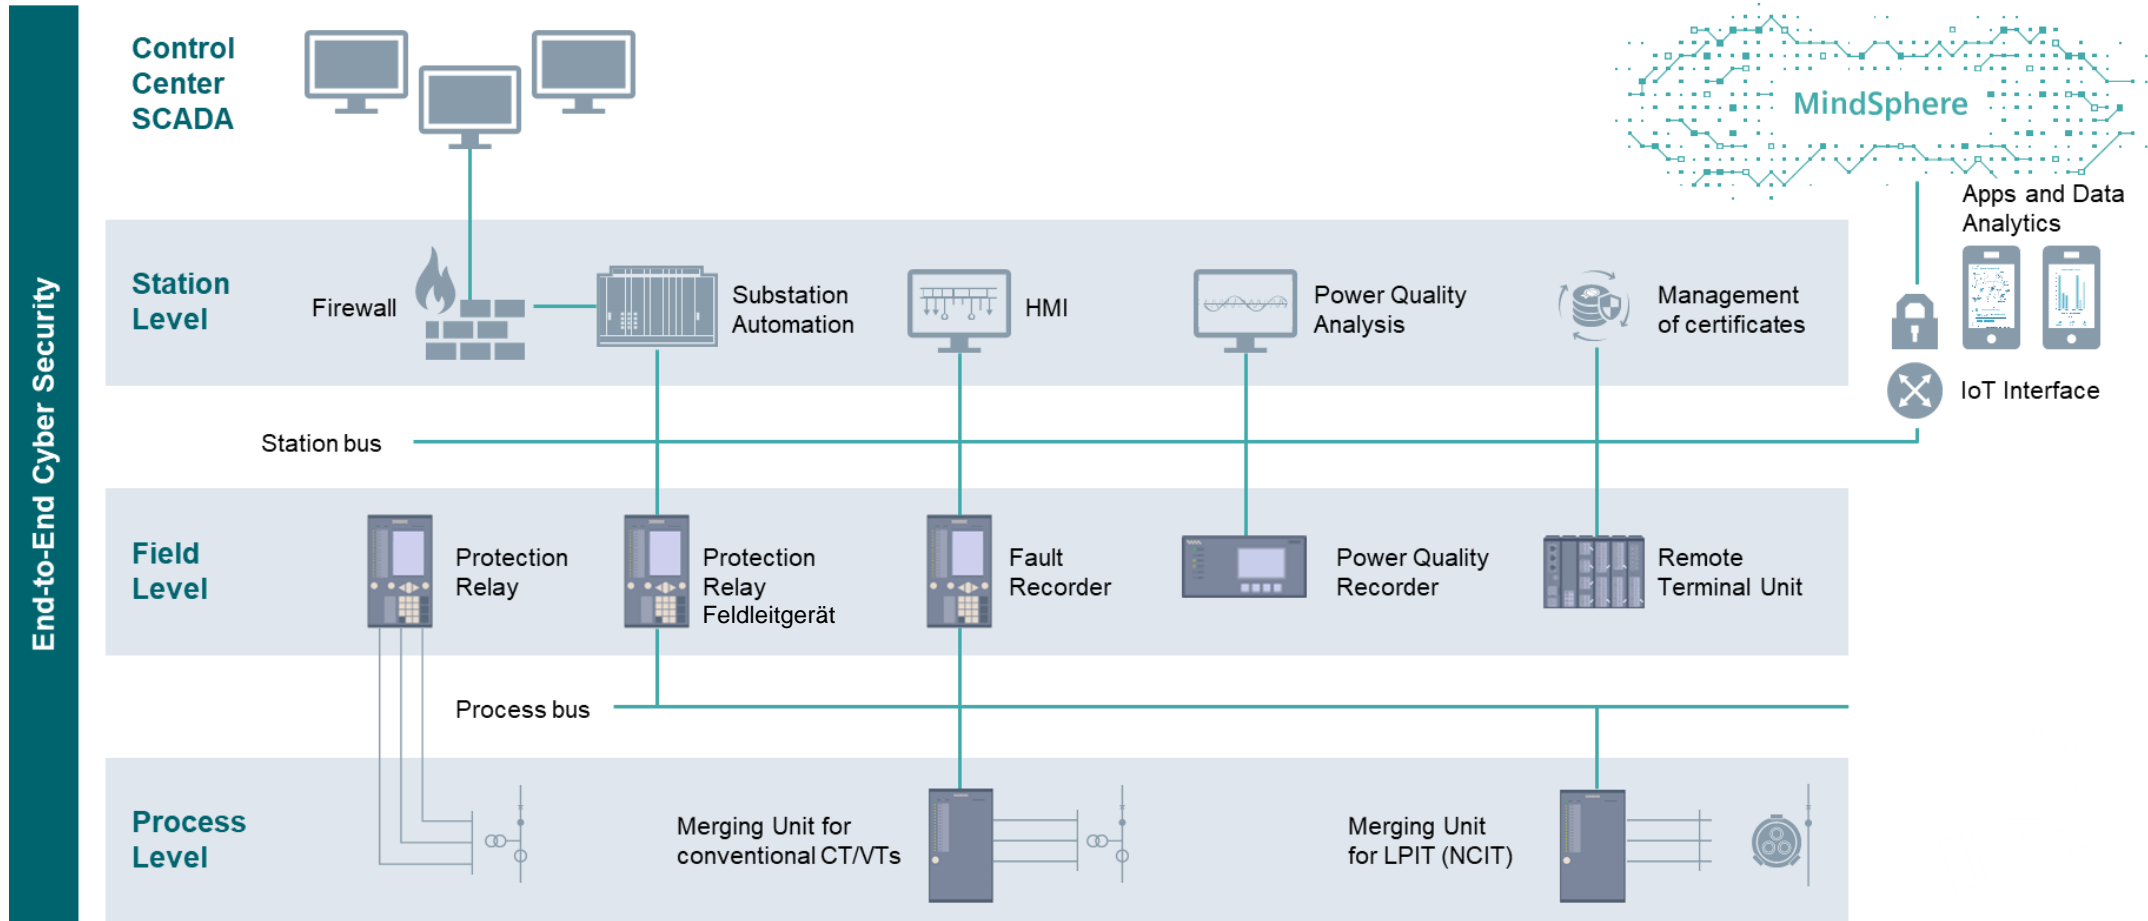 End-to-End Cyber Security
Control
Center
SCADA
MindSphere
Apps and Data
Analytics
Station
Level
Firewall
Substation
Automation
HMI
Power Quality
Analysis
Management
of certificates
IoT Interface
Station bus
Field
Level
Protection
Relay
Protection
Relay
Feldleitgerät
Fault
Recorder
Power Quality
Recorder
Remote
Terminal Unit
Process bus
Process
Level
Merging Unit for
conventional CT/VTs
Merging Unit
for LPIT (NCIT)